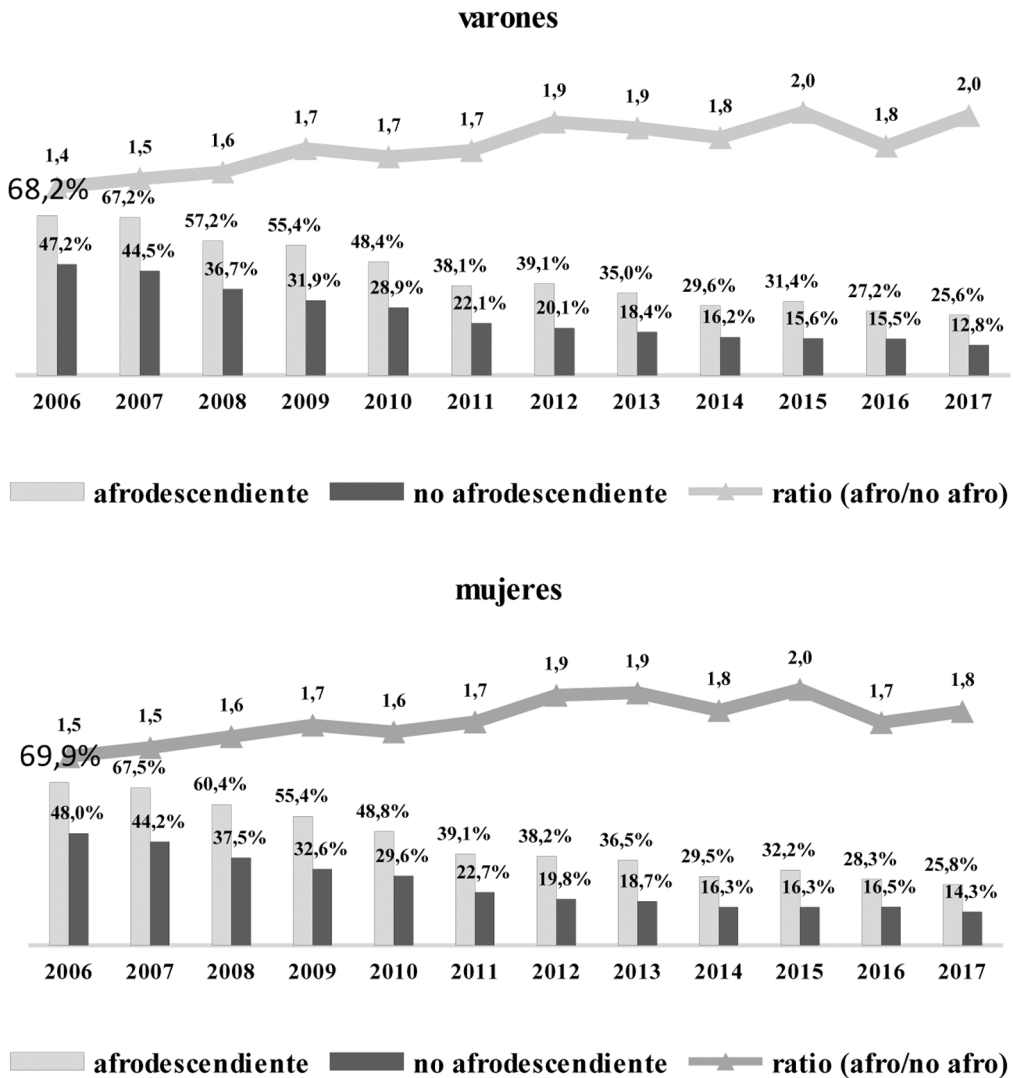 varones
1,4 1,5 1,6 1,7 1,7 1,7 1,9 1,9 1,8 2,0 1,8 2,0
68,2% 67,2% 57,2% 55,4% 48,4% 38,1% 39,1% 35,0% 29,6% 31,4% 27,2% 25,6%
47,2% 44,5% 36,7% 31,9% 28,9% 22,1% 20,1% 18,4% 16,2% 15,6% 15,5% 12,8%
2006 2007 2008 2009 2010 2011 2012 2013 2014 2015 2016 2017
afrodescendiente no afrodescendiente ratio (afro/no afro)
mujeres
1,5 1,5 1,6 1,7 1,6 1,7 1,9 1,9 1,8 2,0 1,7 1,8
69,9% 67,5% 60,4% 55,4% 48,8% 39,1% 38,2% 36,5% 29,5% 32,2% 28,3% 25,8%
48,0% 44,2% 37,5% 32,6% 29,6% 22,7% 19,8% 18,7% 16,3% 16,3% 16,5% 14,3%
2006 2007 2008 2009 2010 2011 2012 2013 2014 2015 2016 2017
afrodescendiente no afrodescendiente ratio (afro/no afro)